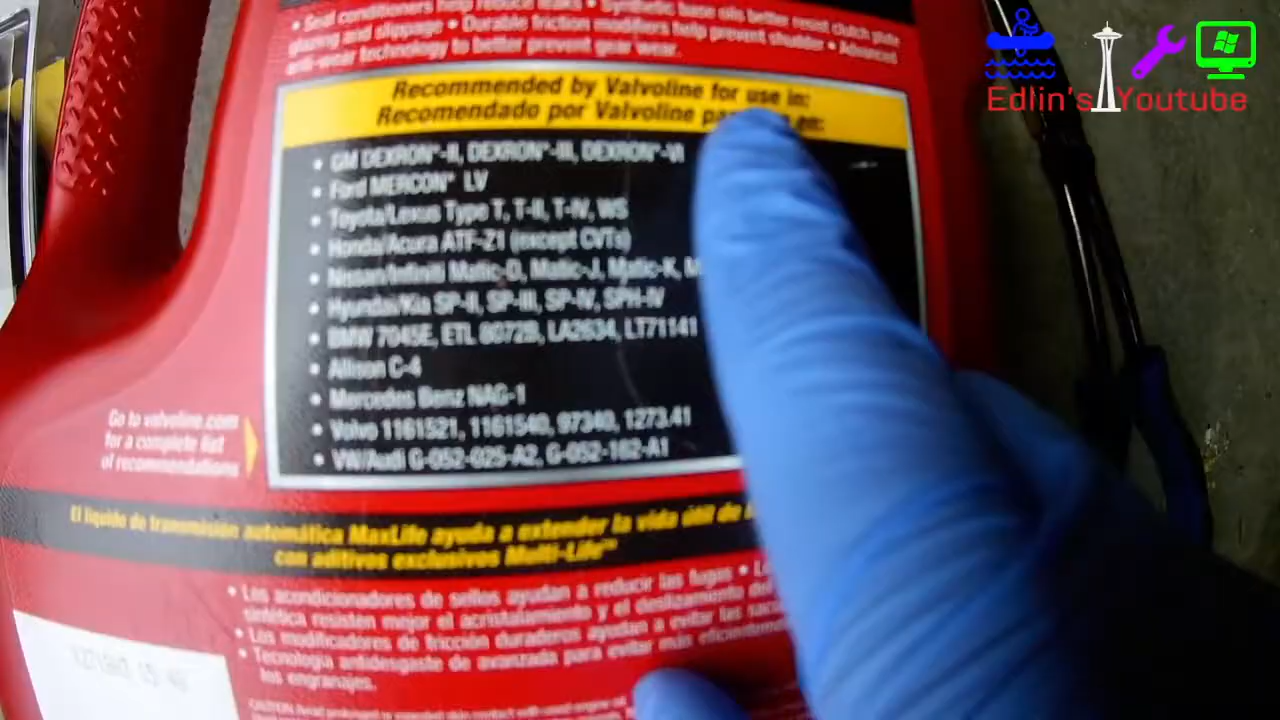 • Seal conditioners help reduce leaks • Synthetic base oils better resist clutch plate
glazing and slippage • Durable friction modifiers help prevent shudder • Advanced
anti-wear technology to better prevent gear wear.
Edlin's Youtube
Recommended by Valvoline for use in:
Recomendado por Valvoline en:
• GM DEXRON®-II, DEXRON®-III, DEXRON®-VI
• Ford MERCON® LV
• Toyota/Lexus Type T, T-II, T-IV, WS
• Honda/Acura ATF-Z1 (except CVTs)
• Nissan/Infiniti Matic-D, Matic-J, Matic-K, M
• Hyundai/Kia SP-II, SP-III, SP-IV, SPH-IV
• BMW 7045E, ETL 8072B, LA2634, LT71141
• Allison C-4
• Mercedes Benz NAG-1
• Volvo 1161521, 1161540, 97340, 1273.41
• VW/Audi G-052-025-A2, G-052-162-A1
Go to valvoline.com
for a complete list
of recommendations
El líquido de transmisión automática MaxLife ayuda a extender la vida útil de
con aditivos exclusivos Multi-Life™
• Los acondicionadores de sellos ayudan a reducir las fugas •
sintética resisten mejor el acristalamiento y el deslizamiento
• Los modificadores de fricción duraderos ayudan a evitar las
• Tecnología antidesgaste de avanzada para evitar más
los engranajes.